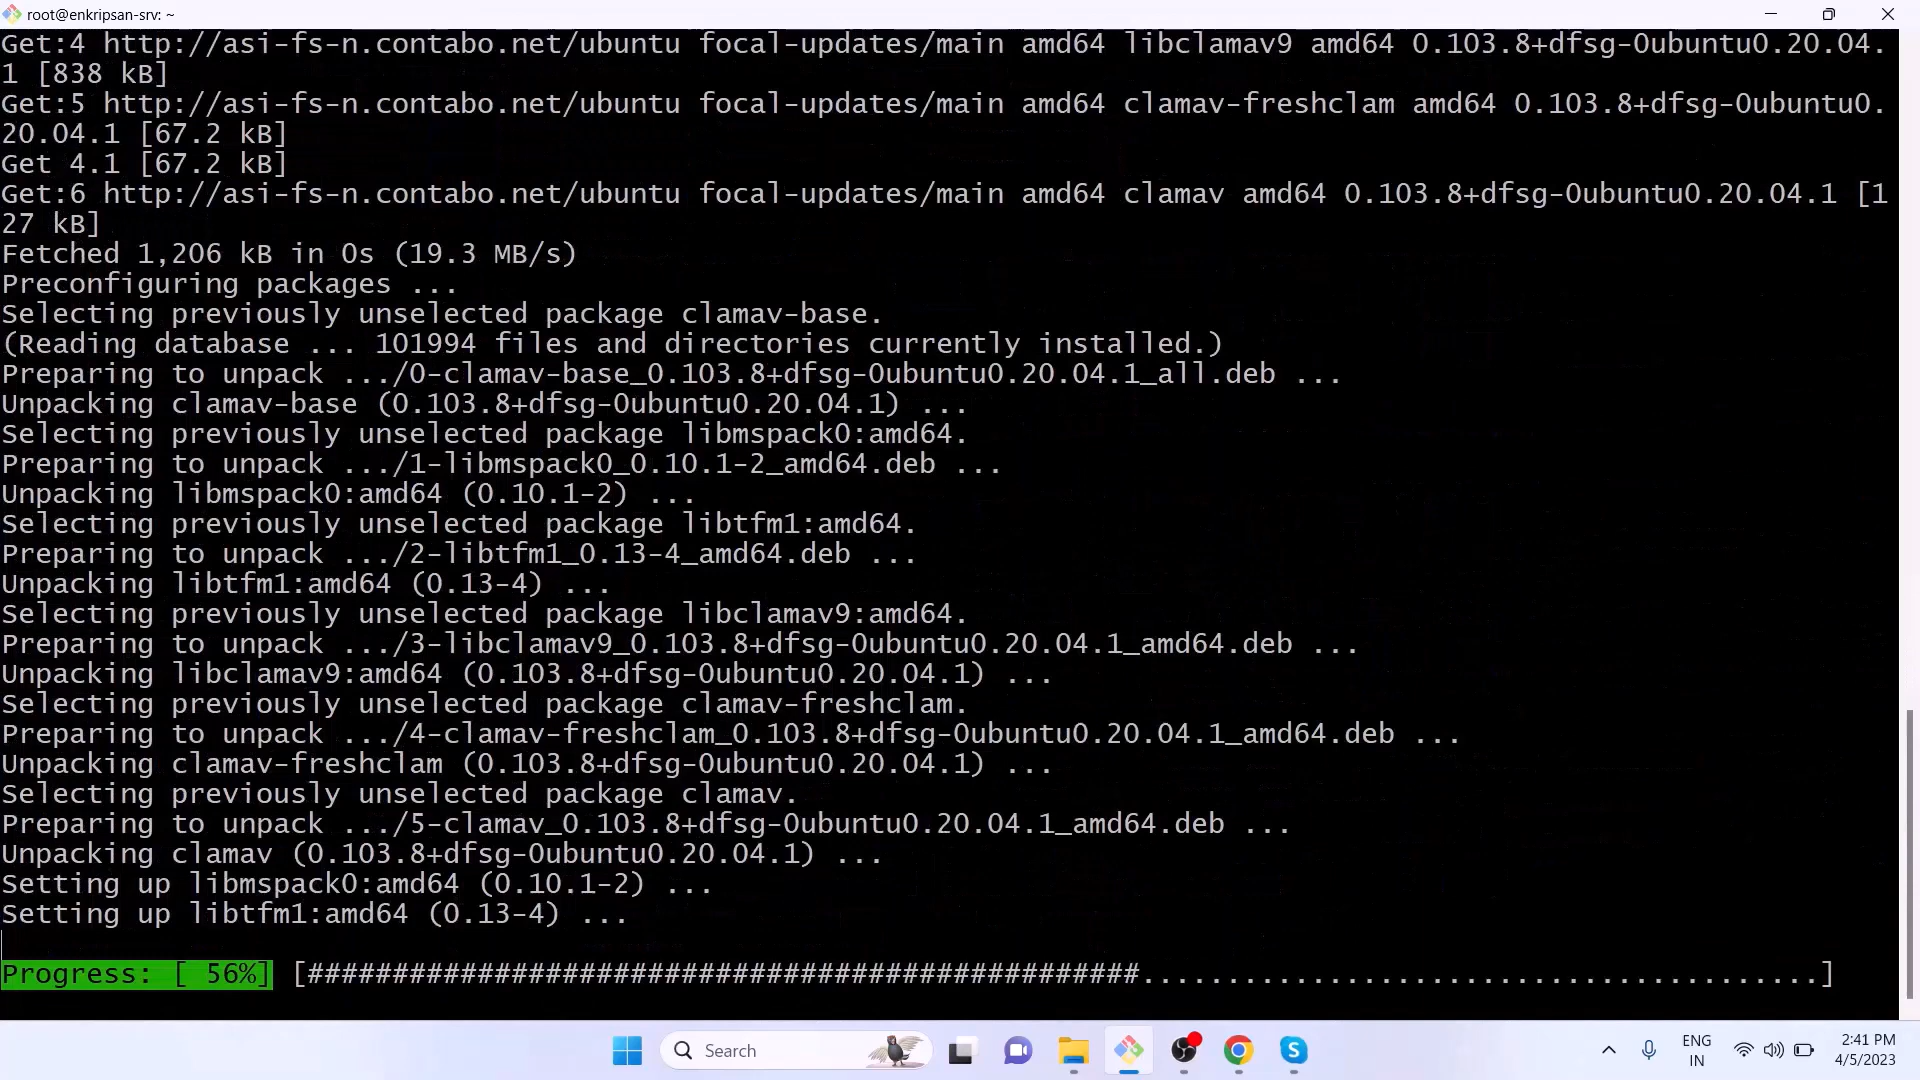 root@enkripsan-srv: ~
Get:4 http://asi-fs-n.contabo.net/ubuntu focal-updates/main amd64 libclamav9 amd64 0.103.8+dfsg-0ubuntu0.20.04.
1 [838 kB]
Get:5 http://asi-fs-n.contabo.net/ubuntu focal-updates/main amd64 clamav-freshclam amd64 0.103.8+dfsg-0ubuntu0.
20.04.1 [67.2 kB]
Get 4.1 [67.2 kB]
Get:6 http://asi-fs-n.contabo.net/ubuntu focal-updates/main amd64 clamav amd64 0.103.8+dfsg-0ubuntu0.20.04.1 [1
27 kB]
Fetched 1,206 kB in 0s (19.3 MB/s)
Preconfiguring packages ...
Selecting previously unselected package clamav-base.
(Reading database ... 101994 files and directories currently installed.)
Preparing to unpack .../0-clamav-base_0.103.8+dfsg-0ubuntu0.20.04.1_all.deb ...
Unpacking clamav-base (0.103.8+dfsg-0ubuntu0.20.04.1) ...
Selecting previously unselected package libmspack0:amd64.
Preparing to unpack .../1-libmspack0_0.10.1-2_amd64.deb ...
Unpacking libmspack0:amd64 (0.10.1-2) ...
Selecting previously unselected package libtfm1:amd64.
Preparing to unpack .../2-libtfm1_0.13-4_amd64.deb ...
Unpacking libtfm1:amd64 (0.13-4) ...
Selecting previously unselected package libclamav9:amd64.
Preparing to unpack .../3-libclamav9_0.103.8+dfsg-0ubuntu0.20.04.1_amd64.deb ...
Unpacking libclamav9:amd64 (0.103.8+dfsg-0ubuntu0.20.04.1) ...
Selecting previously unselected package clamav-freshclam.
Preparing to unpack .../4-clamav-freshclam_0.103.8+dfsg-0ubuntu0.20.04.1_amd64.deb ...
Unpacking clamav-freshclam (0.103.8+dfsg-0ubuntu0.20.04.1) ...
Selecting previously unselected package clamav.
Preparing to unpack .../5-clamav_0.103.8+dfsg-0ubuntu0.20.04.1_amd64.deb ...
Unpacking clamav (0.103.8+dfsg-0ubuntu0.20.04.1) ...
Setting up libmspack0:amd64 (0.10.1-2) ...
Setting up libtfm1:amd64 (0.13-4) ...
Progress: [ 56%] [#################################################........................................]
Search
ENG
IN
2:41 PM
4/5/2023